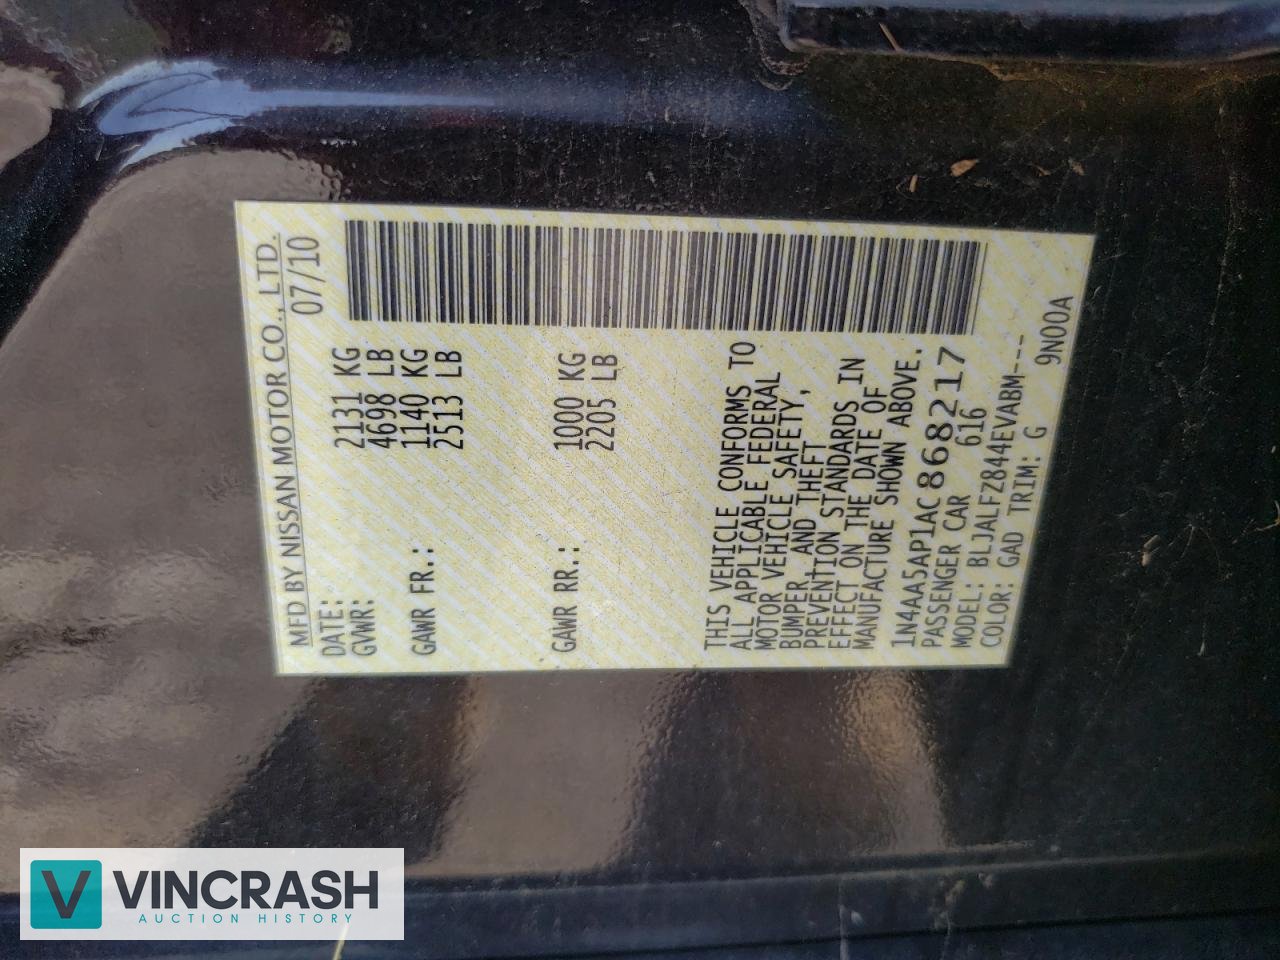 MFD BY NISSAN MOTOR CO., LTD.
DATE: 07/10
GVWR: 2131 KG
4698 LB
GAWR FR.: 1140 KG
2513 LB
GAWR RR.: 1000 KG
2205 LB
THIS VEHICLE CONFORMS TO
ALL APPLICABLE FEDERAL
MOTOR VEHICLE SAFETY,
BUMPER, AND THEFT
PREVENTION STANDARDS IN
EFFECT ON THE DATE OF
MANUFACTURE SHOWN ABOVE.
1N4AA5AP1AC868217
PASSENGER CAR 616
MODEL: BLJALFZ844EVABM---
COLOR: GAD TRIM: G 9N00A
V VINCRASH
AUCTION HISTORY